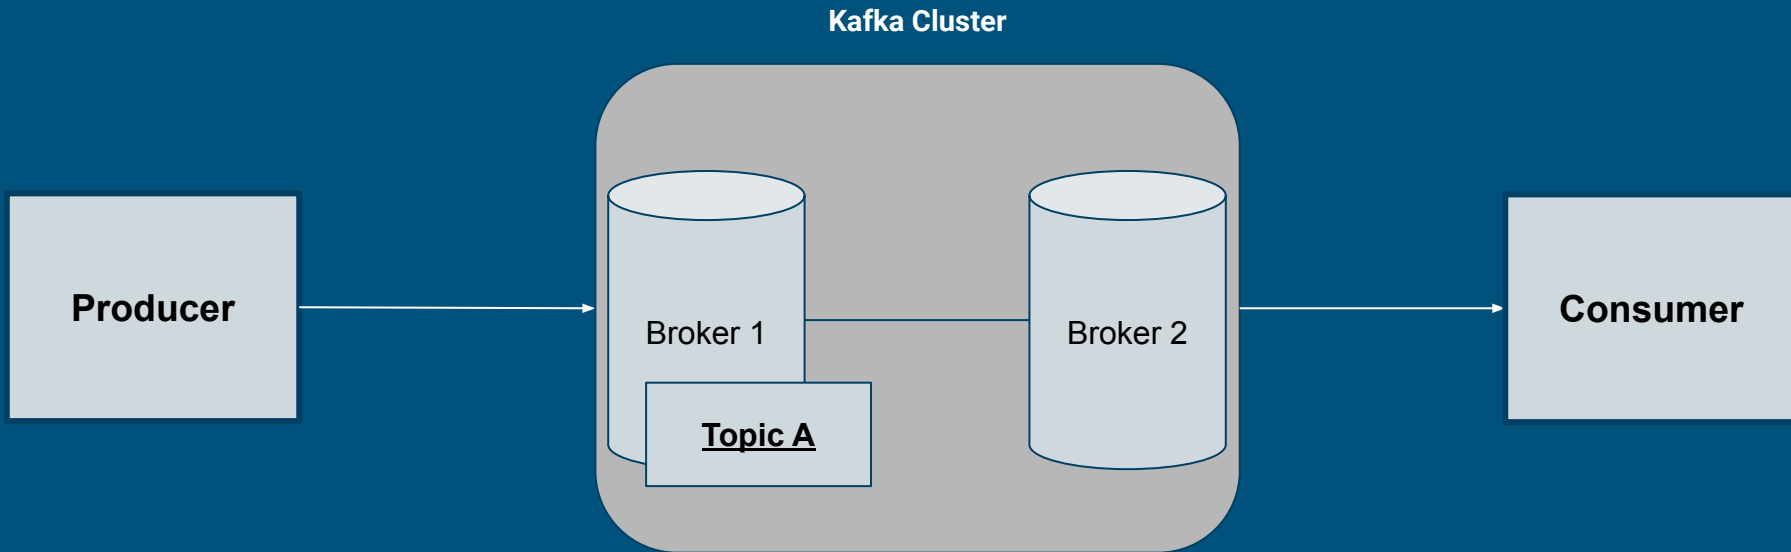 Kafka Cluster
Producer
Broker 1
Broker 2
Consumer
Topic A